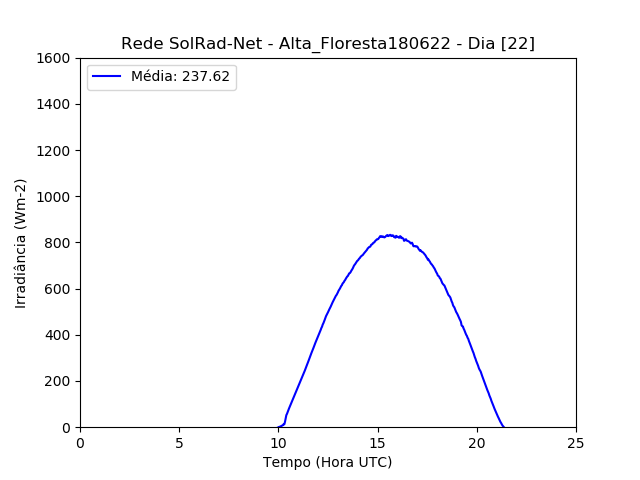 Rede SolRad-Net - Alta_Floresta180622 - Dia [22]
Média: 237.62
1600
1400
1200
1000
800
600
400
200
0
Irradiância (Wm-2)
0 5 10 15 20 25
Tempo (Hora UTC)